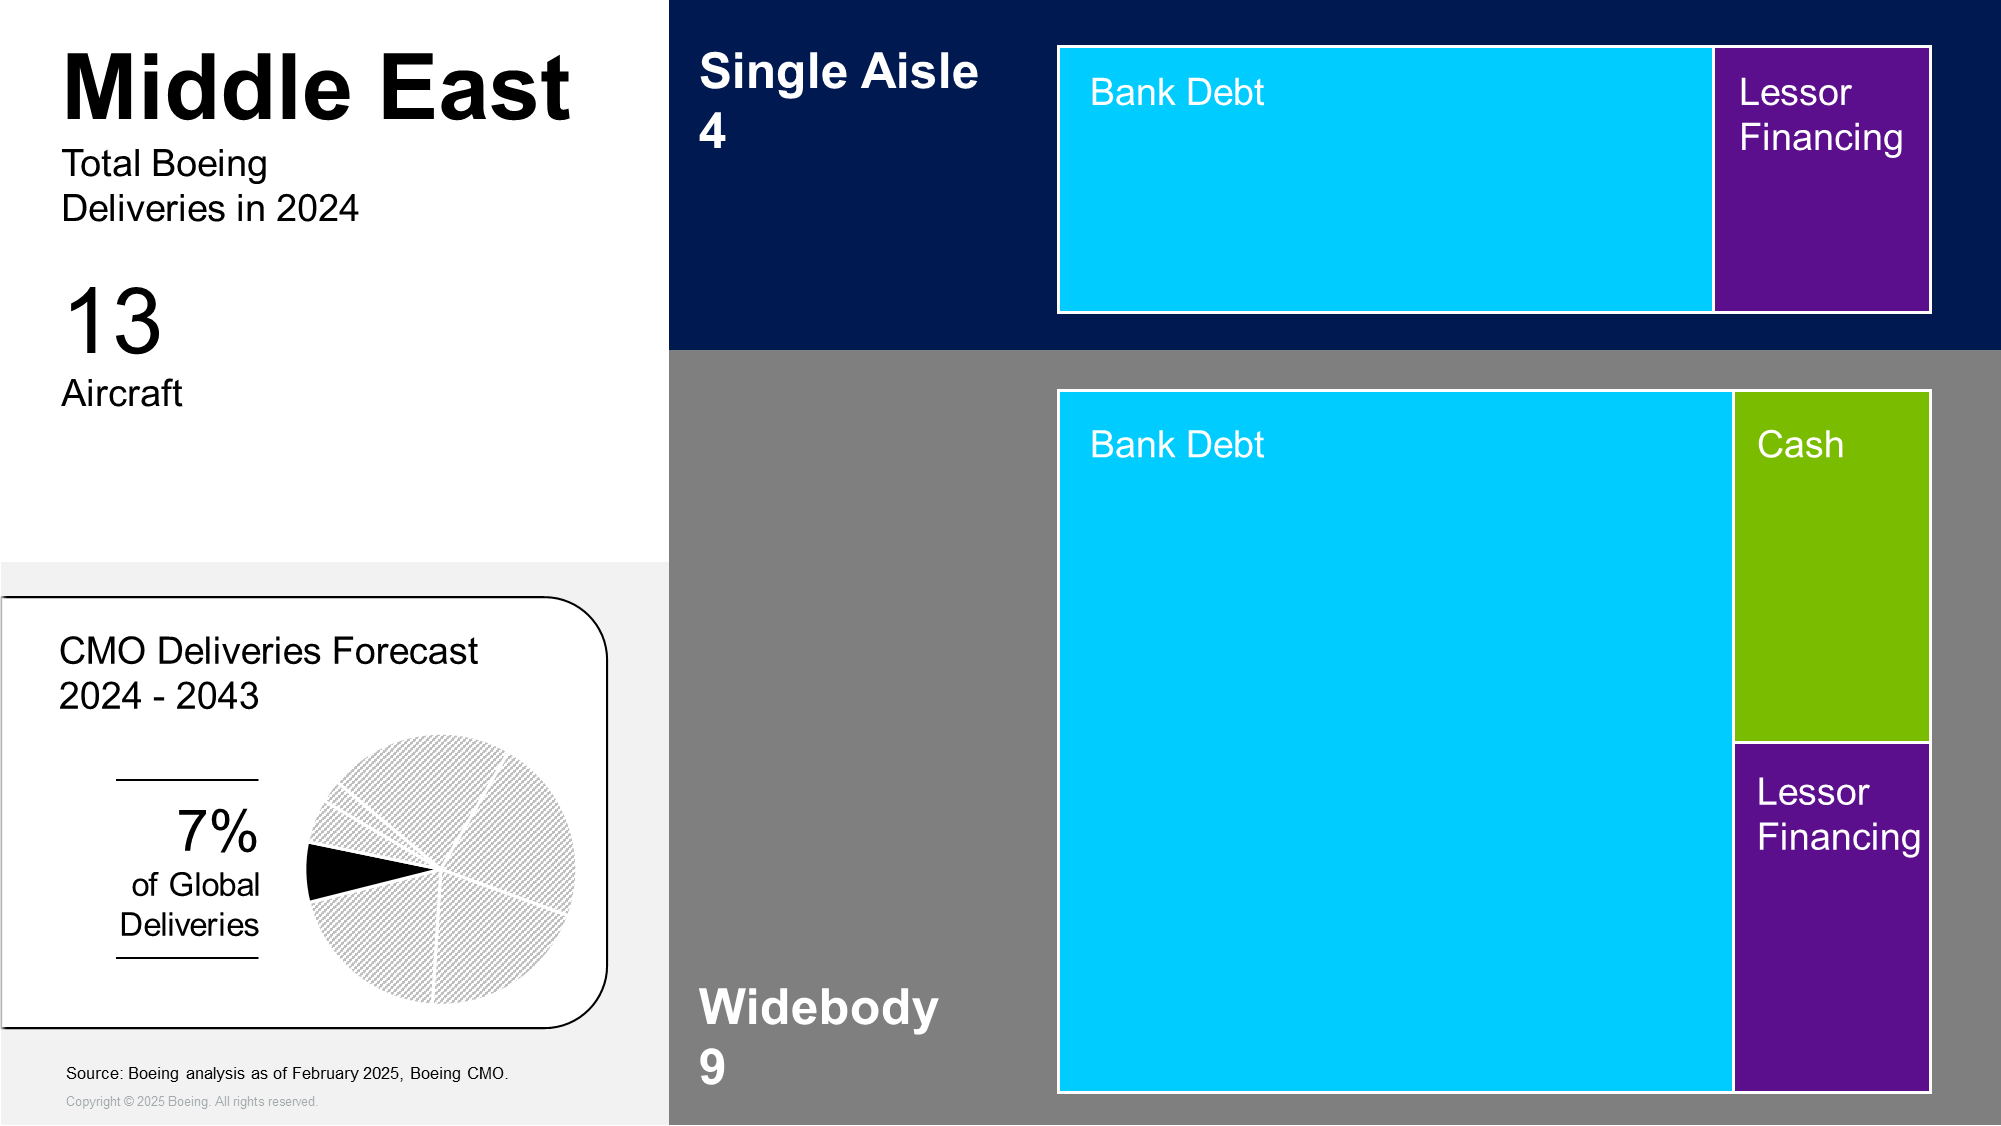 Middle East
Total Boeing
Deliveries in 2024
13
Aircraft
CMO Deliveries Forecast
2024 - 2043
7%
of Global
Deliveries
Source: Boeing analysis as of February 2025, Boeing CMO.
Copyright © 2025 Boeing. All rights reserved.
Single Aisle
4
Bank Debt
Lessor
Financing
Widebody
9
Bank Debt
Cash
Lessor
Financing